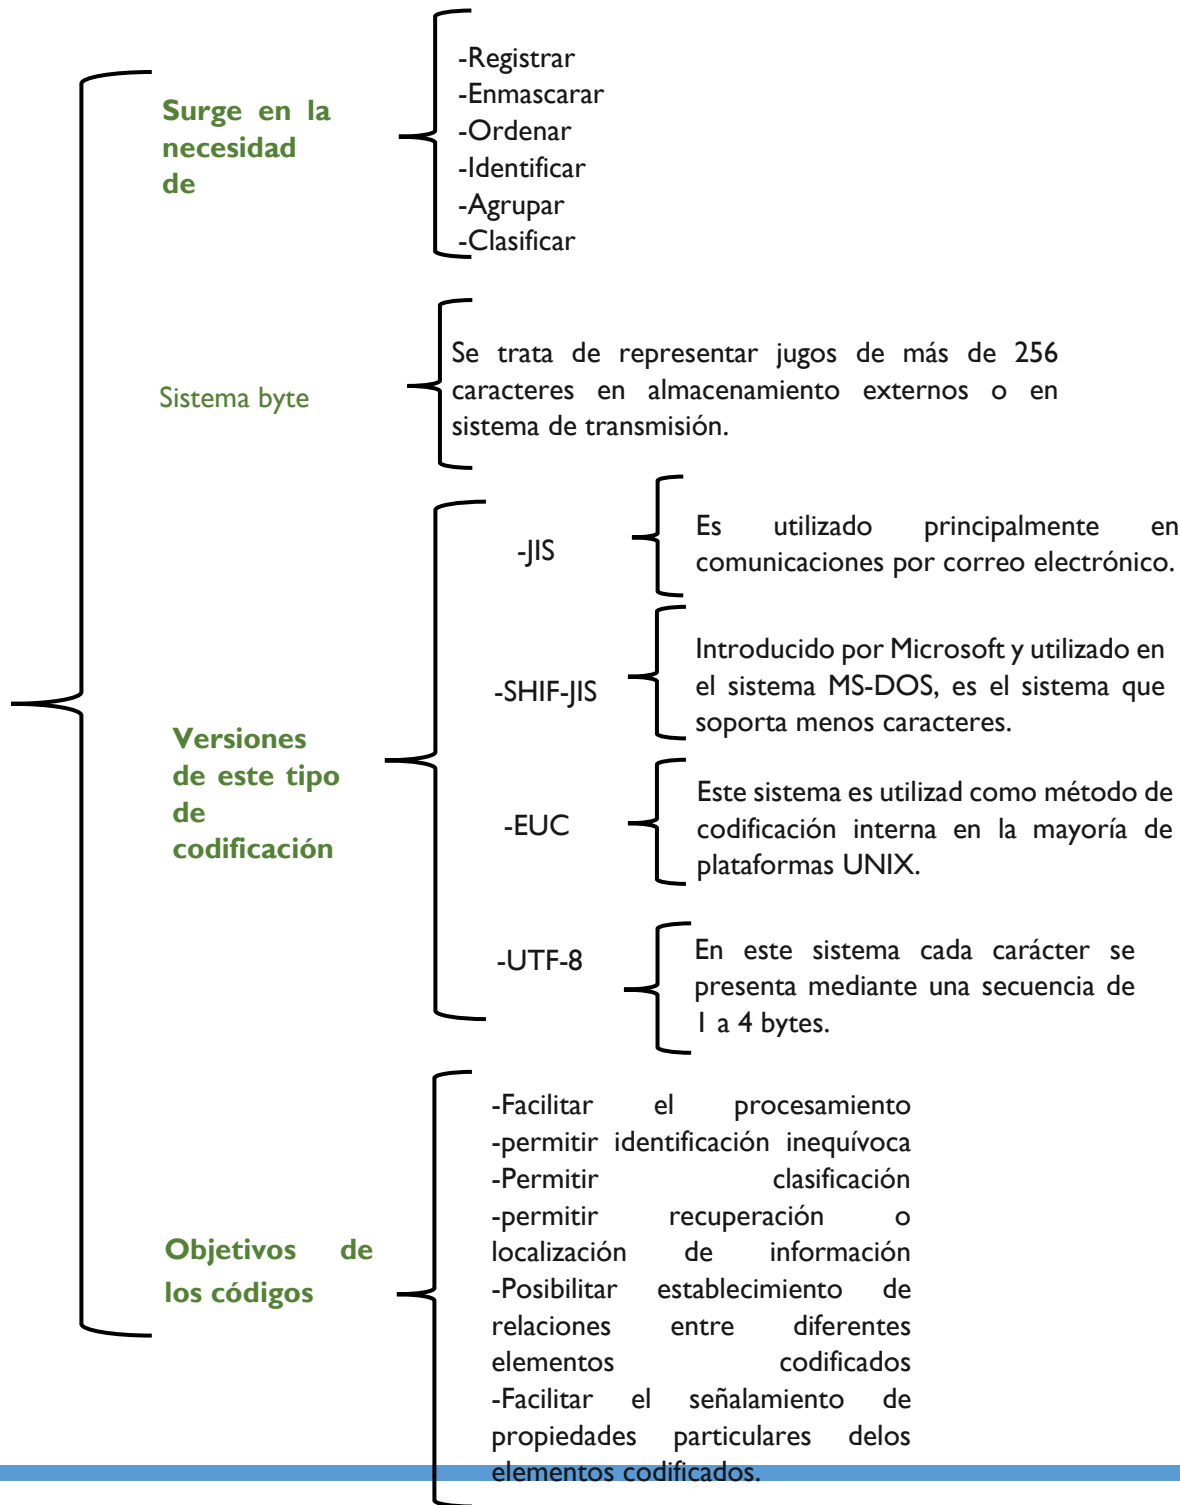 Surge en la
necesidad
de
-Registrar
-Enmascarar
-Ordenar
-Identificar
-Agrupar
-Clasificar
Sistema byte
Se trata de representar jugos de más de 256
caracteres en almacenamiento externos o en
sistema de transmisión.
Versiones
de este tipo
de
codificación
-JIS
Es utilizado principalmente en
comunicaciones por correo electrónico.
-SHIF-JIS
Introducido por Microsoft y utilizado en
el sistema MS-DOS, es el sistema que
soporta menos caracteres.
-EUC
Este sistema es utilizad como método de
codificación interna en la mayoría de
plataformas UNIX.
-UTF-8
En este sistema cada carácter se
presenta mediante una secuencia de
1 a 4 bytes.
Objetivos de
los códigos
-Facilitar el procesamiento
-permitir identificación inequívoca
-Permitir clasificación
-permitir recuperación o
localización de información
-Posibilitar establecimiento de
relaciones entre diferentes
elementos codificados
-Facilitar el señalamiento de
propiedades particulares delos
elementos codificados.